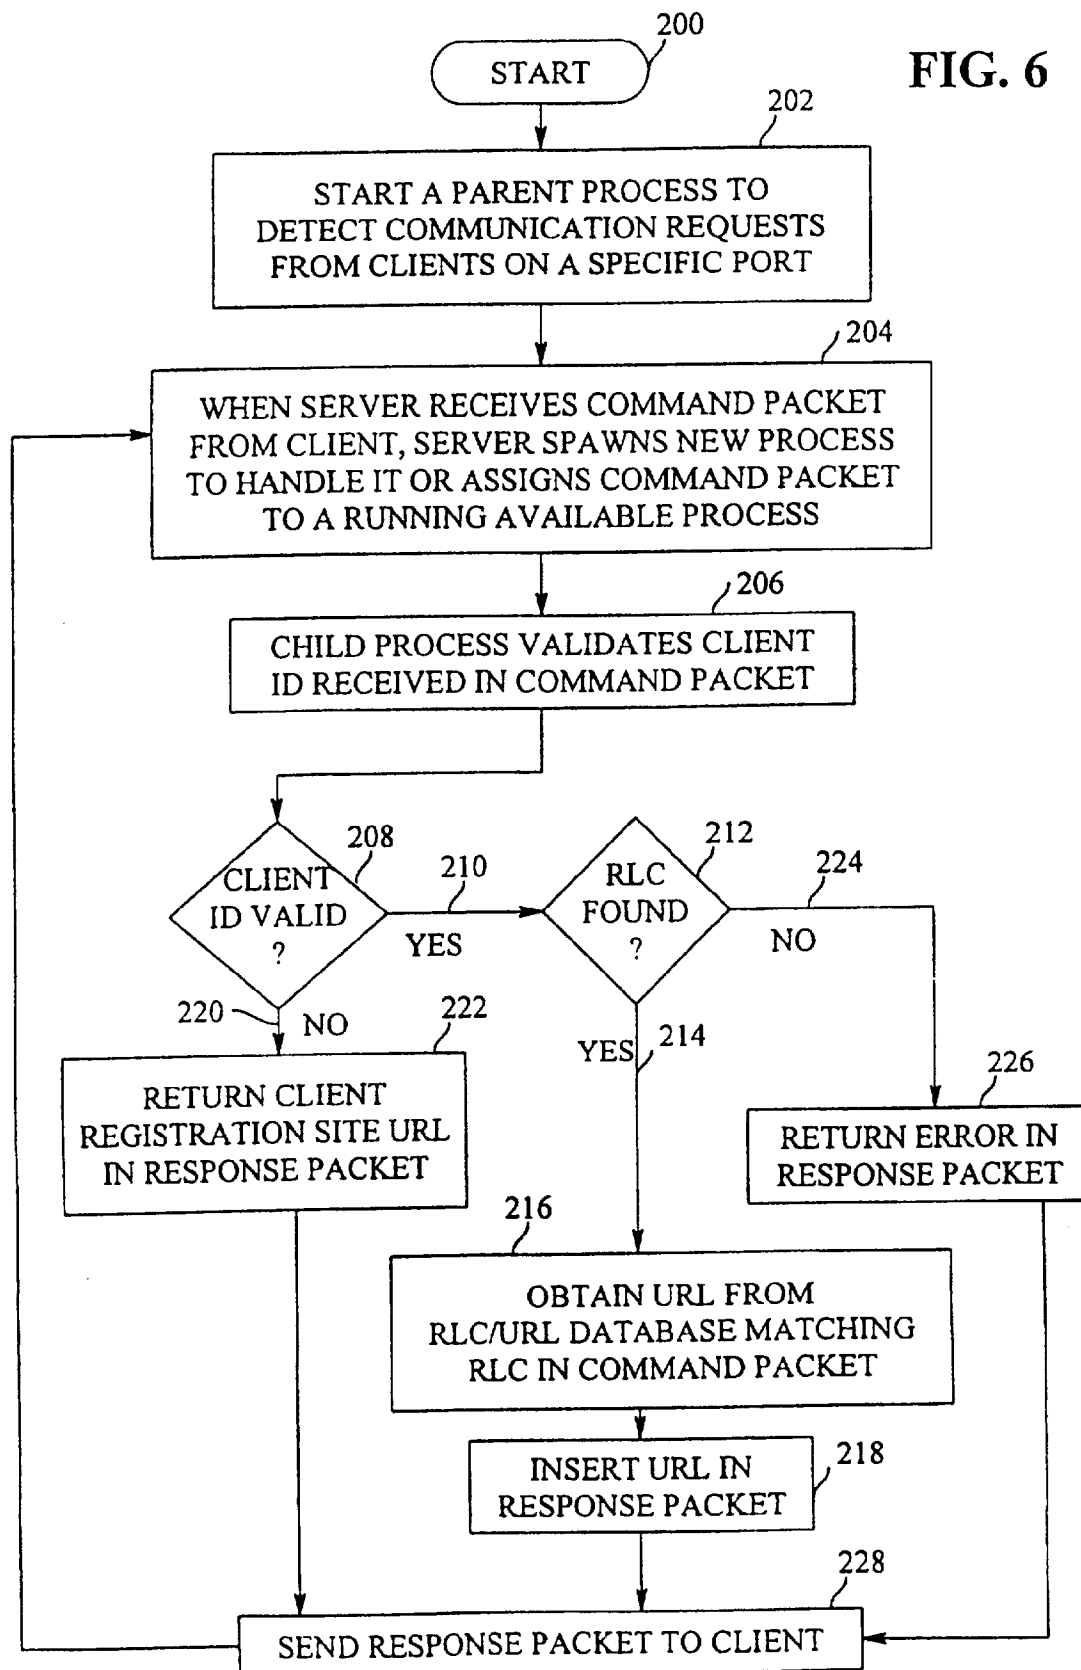 FIG. 6
200
START
202
START A PARENT PROCESS TO
DETECT COMMUNICATION REQUESTS
FROM CLIENTS ON A SPECIFIC PORT
204
WHEN SERVER RECEIVES COMMAND PACKET
FROM CLIENT, SERVER SPAWNS NEW PROCESS
TO HANDLE IT OR ASSIGNS COMMAND PACKET
TO A RUNNING AVAILABLE PROCESS
206
CHILD PROCESS VALIDATES CLIENT
ID RECEIVED IN COMMAND PACKET
208
CLIENT
ID VALID
?
210
YES
212
RLC
FOUND
?
224
NO
220
NO
222
RETURN CLIENT
REGISTRATION SITE URL
IN RESPONSE PACKET
YES
214
226
RETURN ERROR IN
RESPONSE PACKET
216
OBTAIN URL FROM
RLC/URL DATABASE MATCHING
RLC IN COMMAND PACKET
218
INSERT URL IN
RESPONSE PACKET
228
SEND RESPONSE PACKET TO CLIENT